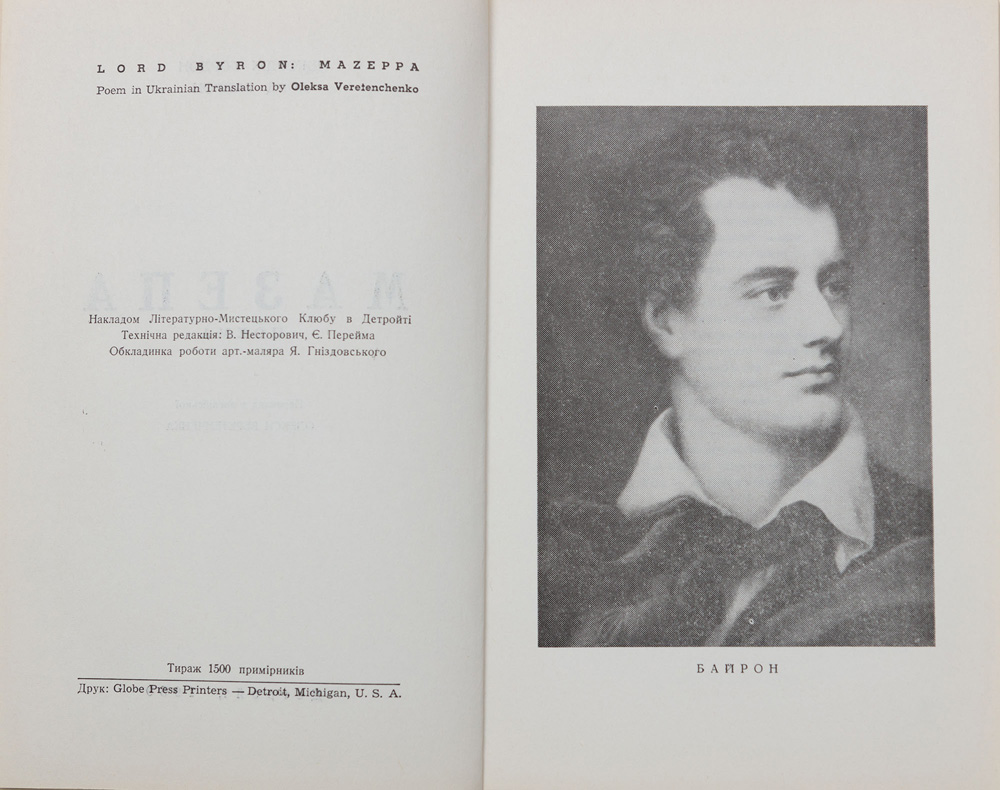 LORD BYRON: MAZEPPA
Poem in Ukrainian Translation by Oleksa Veretenchenko
МАЗЕПА
Накладом Літературно-Мистецького Клюбу в Детройті
Технічна редакція: В. Несторович, Є. Перейма
Обкладинка роботи арт.-маляра Я. Гніздовського
Тираж 1500 примірників
Друк: Globe Press Printers — Detroit, Michigan, U. S. A.
БАЙРОН